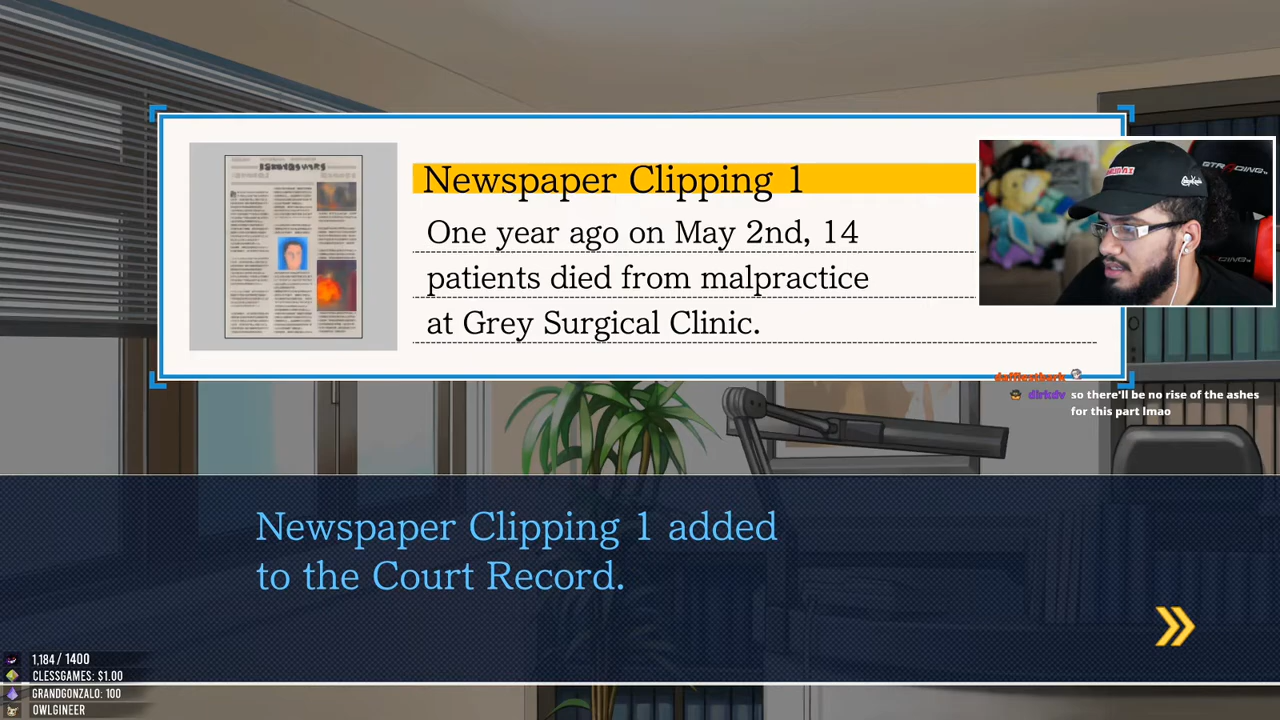 Newspaper Clipping 1
One year ago on May 2nd, 14
patients died from malpractice
at Grey Surgical Clinic.
dirkdv so there'll be no rise of the ashes
for this part lmao
Newspaper Clipping 1 added
to the Court Record.
1,184 / 1400
CLESSGAMES: $1.00
GRANDGONZALO: 100
OWLGINEER